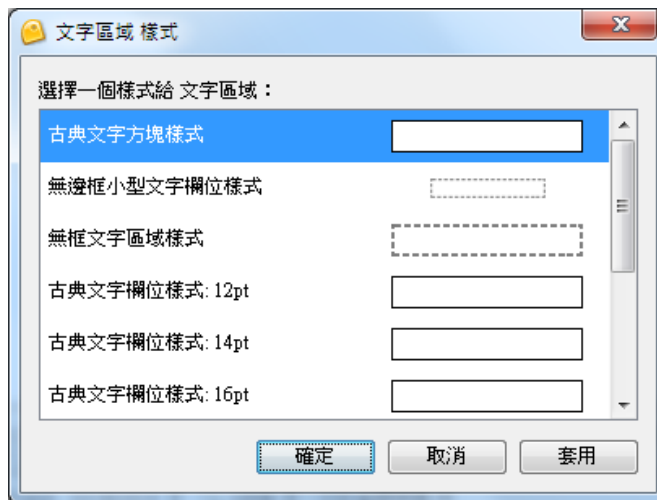 文字區域 樣式
選擇一個樣式給 文字區域：
古典文字方塊樣式
無邊框小型文字欄位樣式
無框文字區域樣式
古典文字欄位樣式: 12pt
古典文字欄位樣式: 14pt
古典文字欄位樣式: 16pt
確定 取消 套用